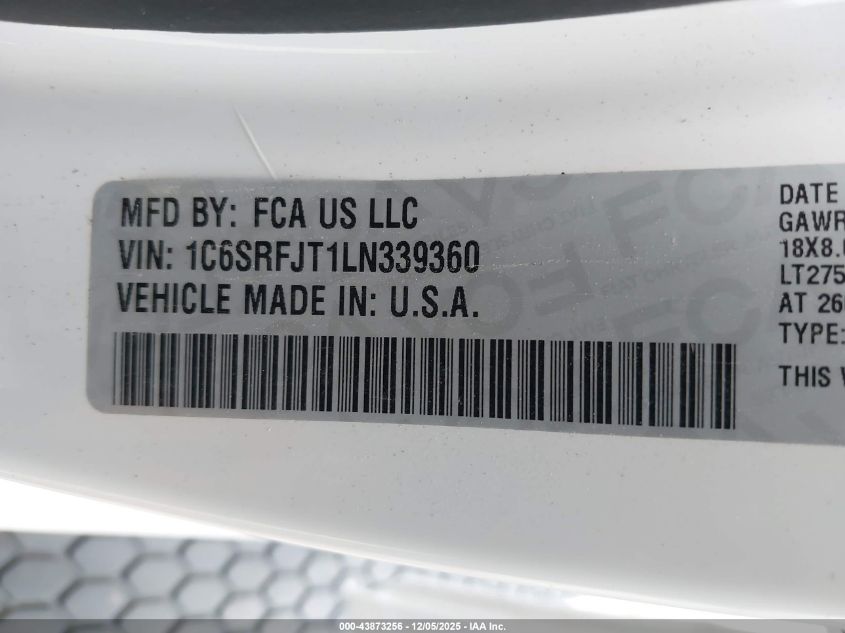 MFD BY: FCA US LLC
VIN: 1C6SRFJT1LN339360
VEHICLE MADE IN: U.S.A.
DATE
GAWR
18X8.
LT275
AT 26
TYPE:
THIS
000-43873256 - 12/05/2025 - IAA Inc.